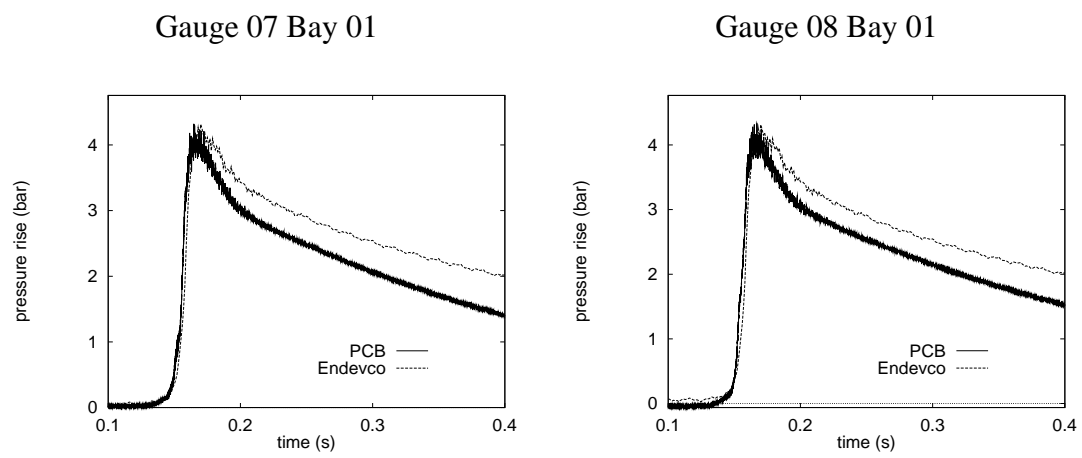 Gauge 07 Bay 01
4
3
2
1
0
0.1 0.2 0.3 0.4
pressure rise (bar)
time (s)
PCB
Endevco
Gauge 08 Bay 01
4
3
2
1
0
0.1 0.2 0.3 0.4
pressure rise (bar)
time (s)
PCB
Endevco